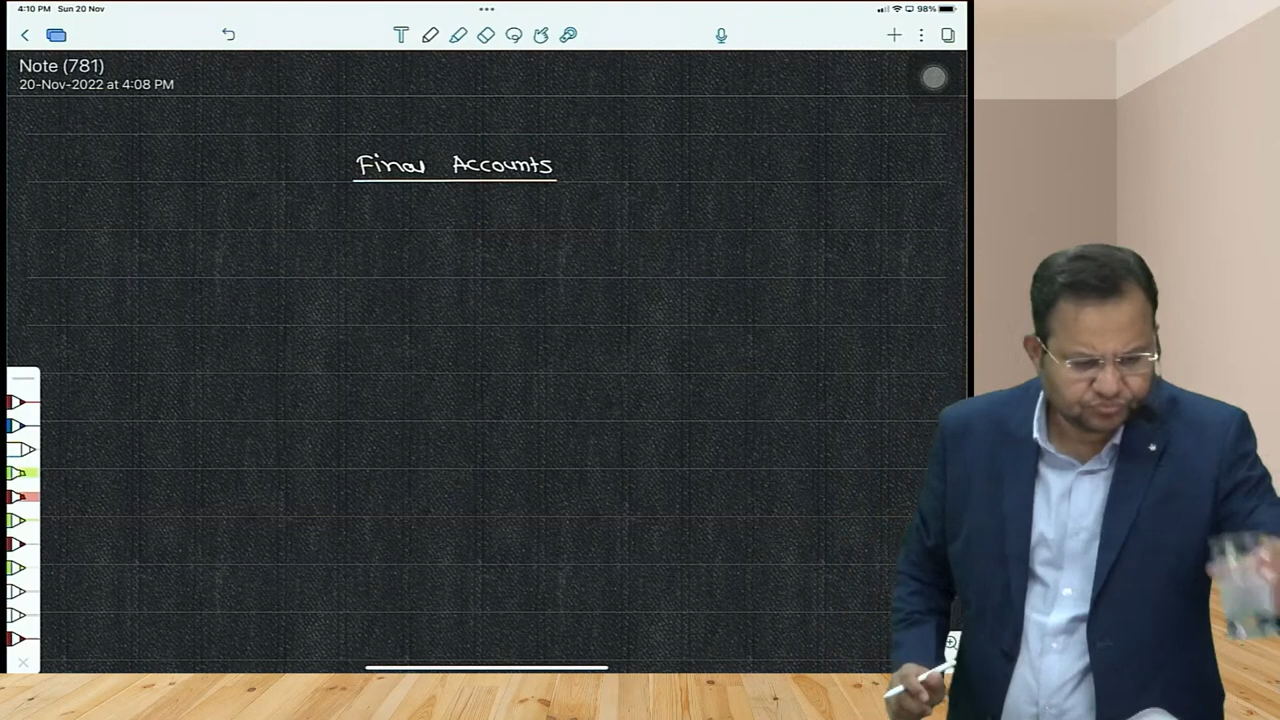 4:10 PM Sun 20 Nov
98%
Note (781)
20-Nov-2022 at 4:08 PM
Final Accounts